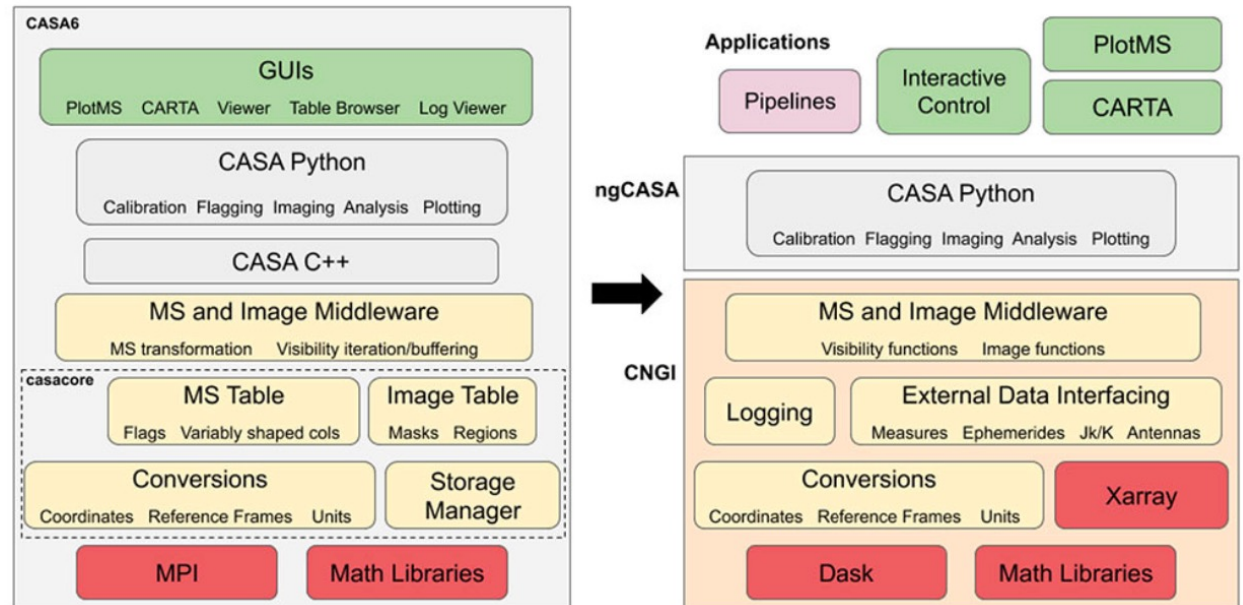 CASA6
GUIs
PlotMS CARTA Viewer Table Browser Log Viewer
CASA Python
Calibration Flagging Imaging Analysis Plotting
CASA C++
MS and Image Middleware
MS transformation Visibility iteration/buffering
casacore
MS Table
Flags Variably shaped cols
Image Table
Masks Regions
Conversions
Coordinates Reference Frames Units
Storage
Manager
MPI
Math Libraries
Applications
Pipelines
Interactive
Control
PlotMS
CARTA
ngCASA
CASA Python
Calibration Flagging Imaging Analysis Plotting
CNGI
MS and Image Middleware
Visibility functions Image functions
Logging
External Data Interfacing
Measures Ephemerides Jk/K Antennas
Conversions
Coordinates Reference Frames Units
Xarray
Dask
Math Libraries